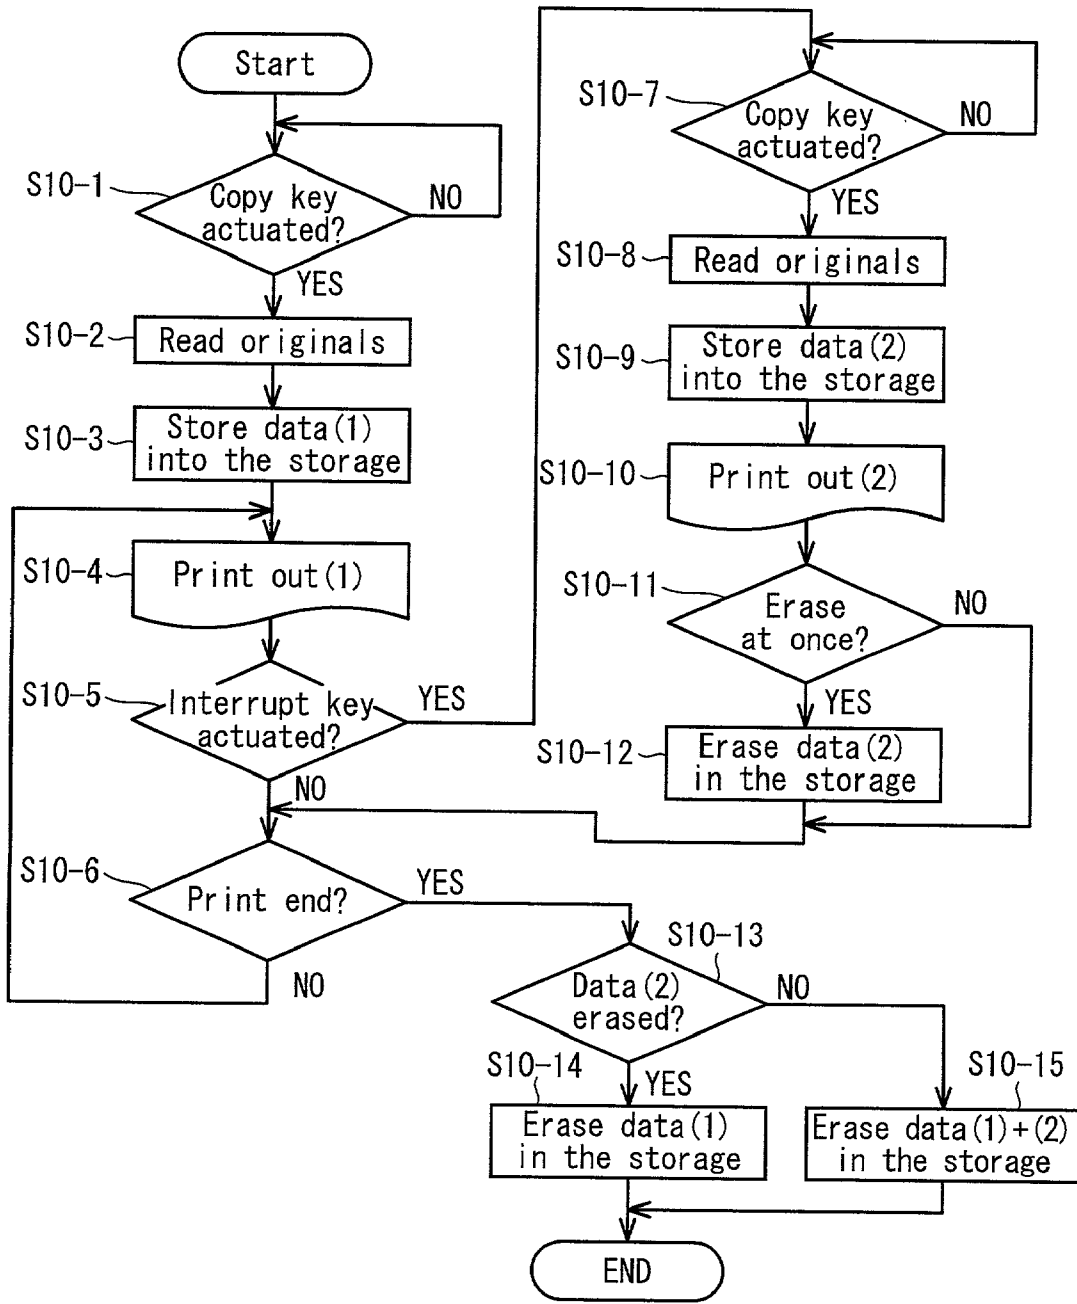 Start
S10-1
Copy key
actuated?
NO
YES
S10-2
Read originals
S10-3
Store data(1)
into the storage
S10-4
Print out(1)
S10-5
Interrupt key
actuated?
YES
NO
S10-6
Print end?
YES
NO
S10-7
Copy key
actuated?
NO
YES
S10-8
Read originals
S10-9
Store data(2)
into the storage
S10-10
Print out(2)
S10-11
Erase
at once?
NO
YES
S10-12
Erase data(2)
in the storage
S10-13
Data(2)
erased?
NO
YES
S10-14
Erase data(1)
in the storage
S10-15
Erase data(1)+(2)
in the storage
END